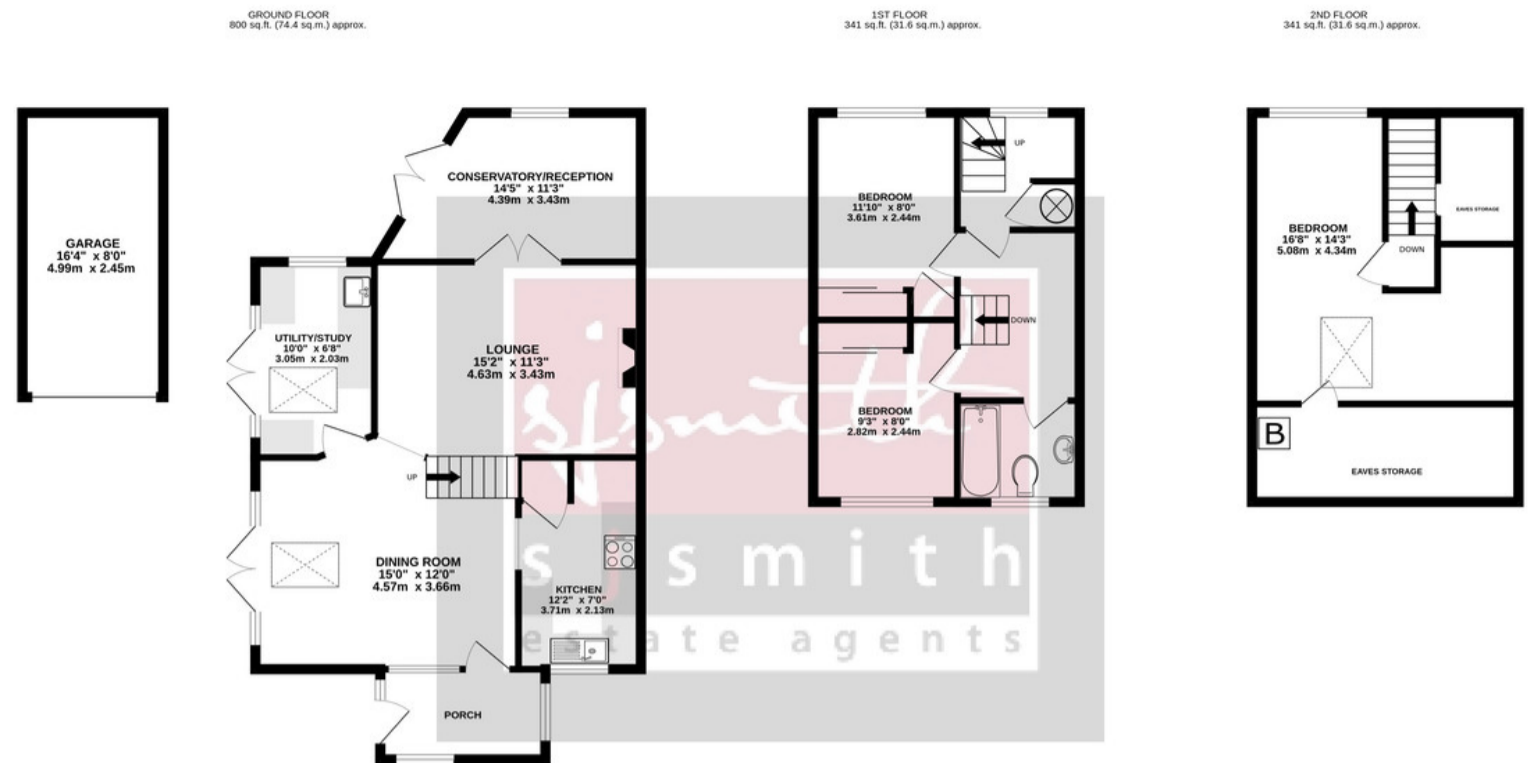 GROUND FLOOR
800 sq.ft. (74.4 sq.m.) approx.
1ST FLOOR
341 sq.ft. (31.6 sq.m.) approx.
2ND FLOOR
341 sq.ft. (31.6 sq.m.) approx.
GARAGE
16'4" x 8'0"
4.99m x 2.45m
CONSERVATORY/RECEPTION
14'5" x 11'3"
4.39m x 3.43m
UTILITY/STUDY
10'0" x 6'8"
3.05m x 2.03m
LOUNGE
15'2" x 11'3"
4.63m x 3.43m
UP
DINING ROOM
15'0" x 12'0"
4.57m x 3.66m
KITCHEN
12'2" x 7'0"
3.71m x 2.13m
PORCH
UP
BEDROOM
11'10" x 8'0"
3.61m x 2.44m
DOWN
BEDROOM
9'3" x 8'0"
2.82m x 2.44m
EAVES STORAGE
BEDROOM
16'8" x 14'3"
5.08m x 4.34m
DOWN
B
EAVES STORAGE
sjsmith
sjsmith
estate agents